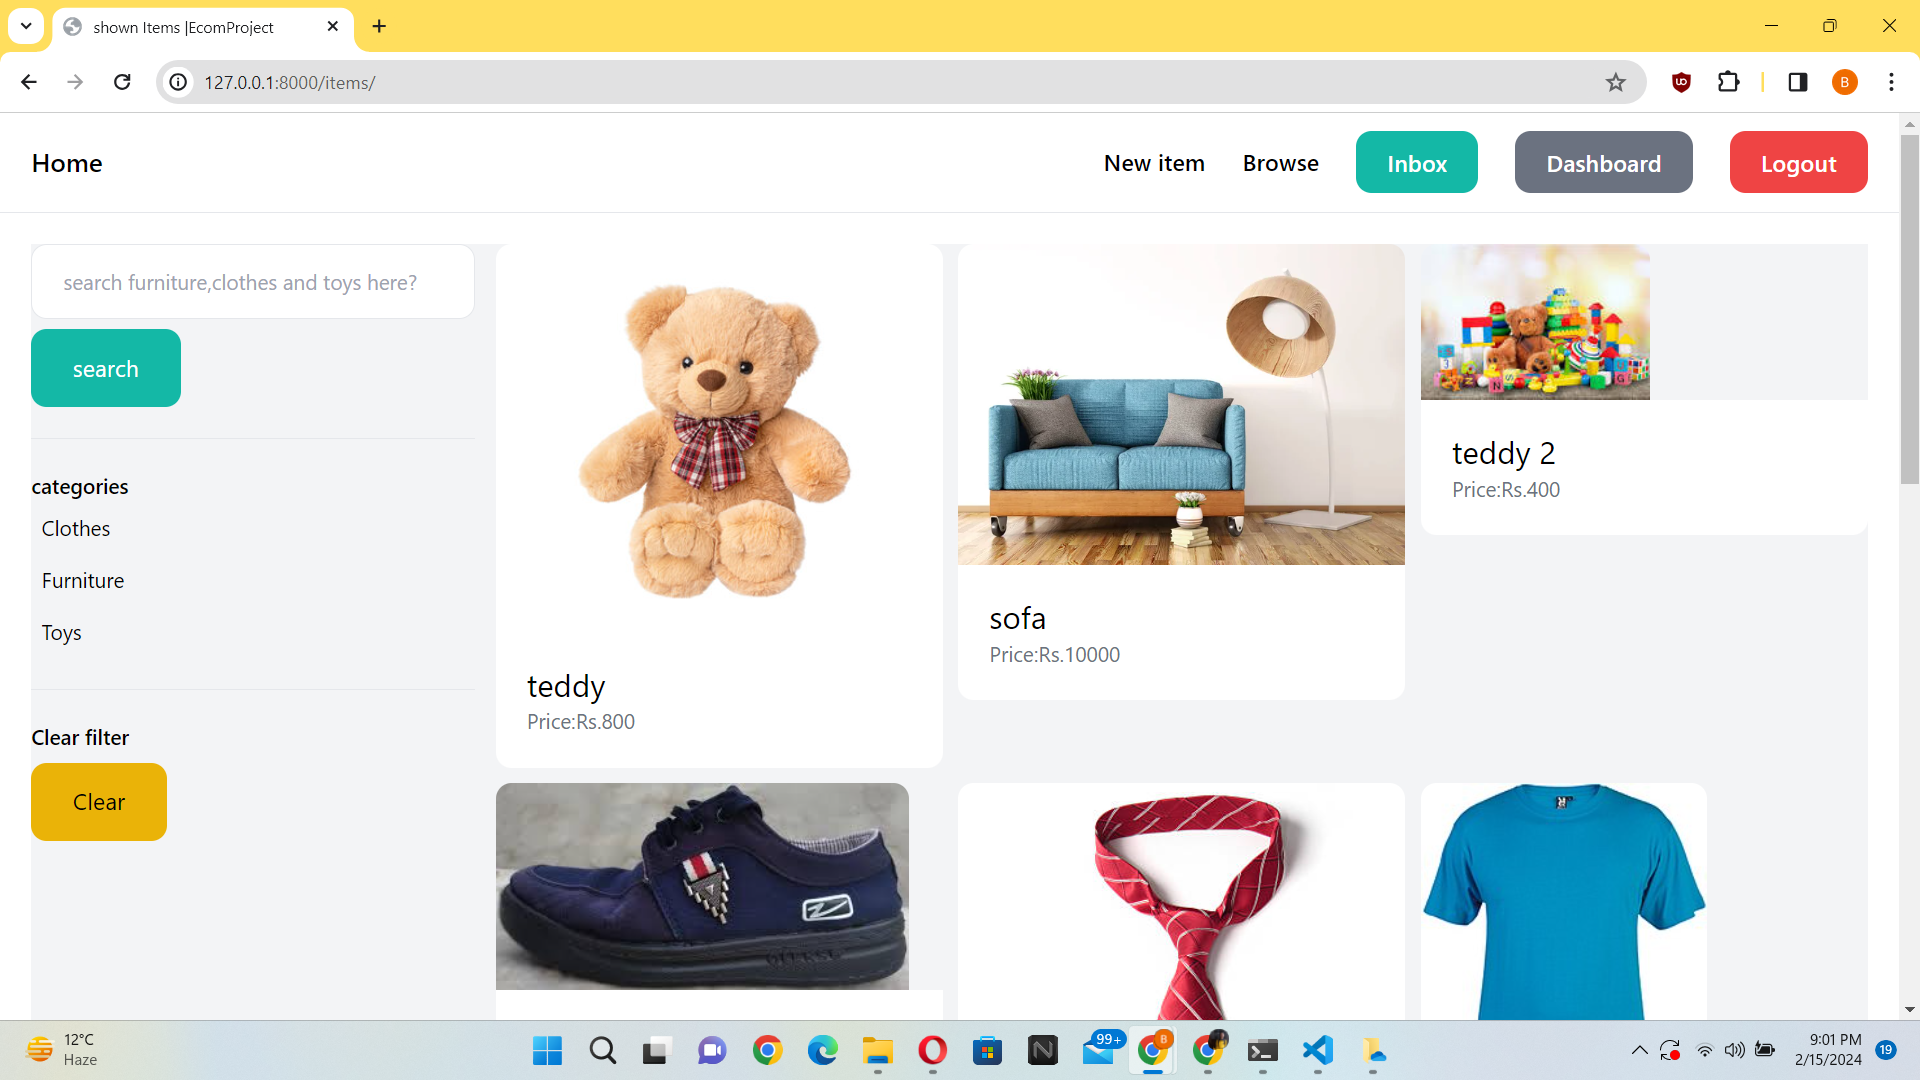 shown Items |EcomProject
127.0.0.1:8000/items/
B
Home
New item
Browse
Inbox
Dashboard
Logout
search furniture,clothes and toys here?
search
categories
Clothes
Furniture
Toys
Clear filter
Clear
teddy
Price:Rs.800
sofa
Price:Rs.10000
teddy 2
Price:Rs.400
12°C
Haze
99+
B
9:01 PM
2/15/2024
19